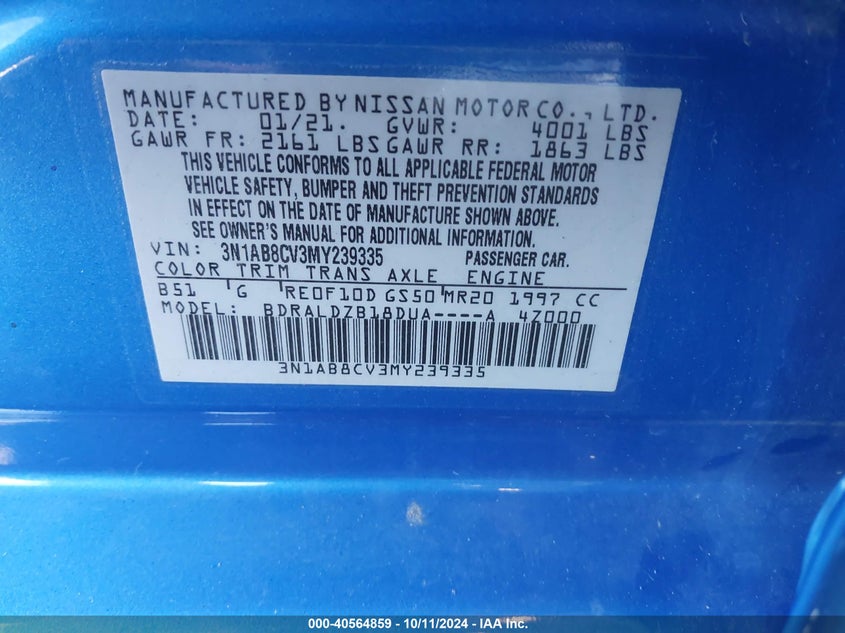 MANUFACTURED BY NISSAN MOTOR CO., LTD.
DATE: 01/21. GVWR: 4001 LBS
GAWR FR: 2161 LBS GAWR RR: 1863 LBS
THIS VEHICLE CONFORMS TO ALL APPLICABLE FEDERAL MOTOR
VEHICLE SAFETY, BUMPER AND THEFT PREVENTION STANDARDS
IN EFFECT ON THE DATE OF MANUFACTURE SHOWN ABOVE.
SEE OWNER'S MANUAL FOR ADDITIONAL INFORMATION.
VIN: 3N1AB8CV3MY239335 PASSENGER CAR.
COLOR TRIM TRANS AXLE ENGINE
B51 G RE0F10D GS50 MR20 1997 CC
MODEL: BDRALDZB18DUA----A 4Z000
3N1AB8CV3MY239335
000-40564859 - 10/11/2024 - IAA Inc.